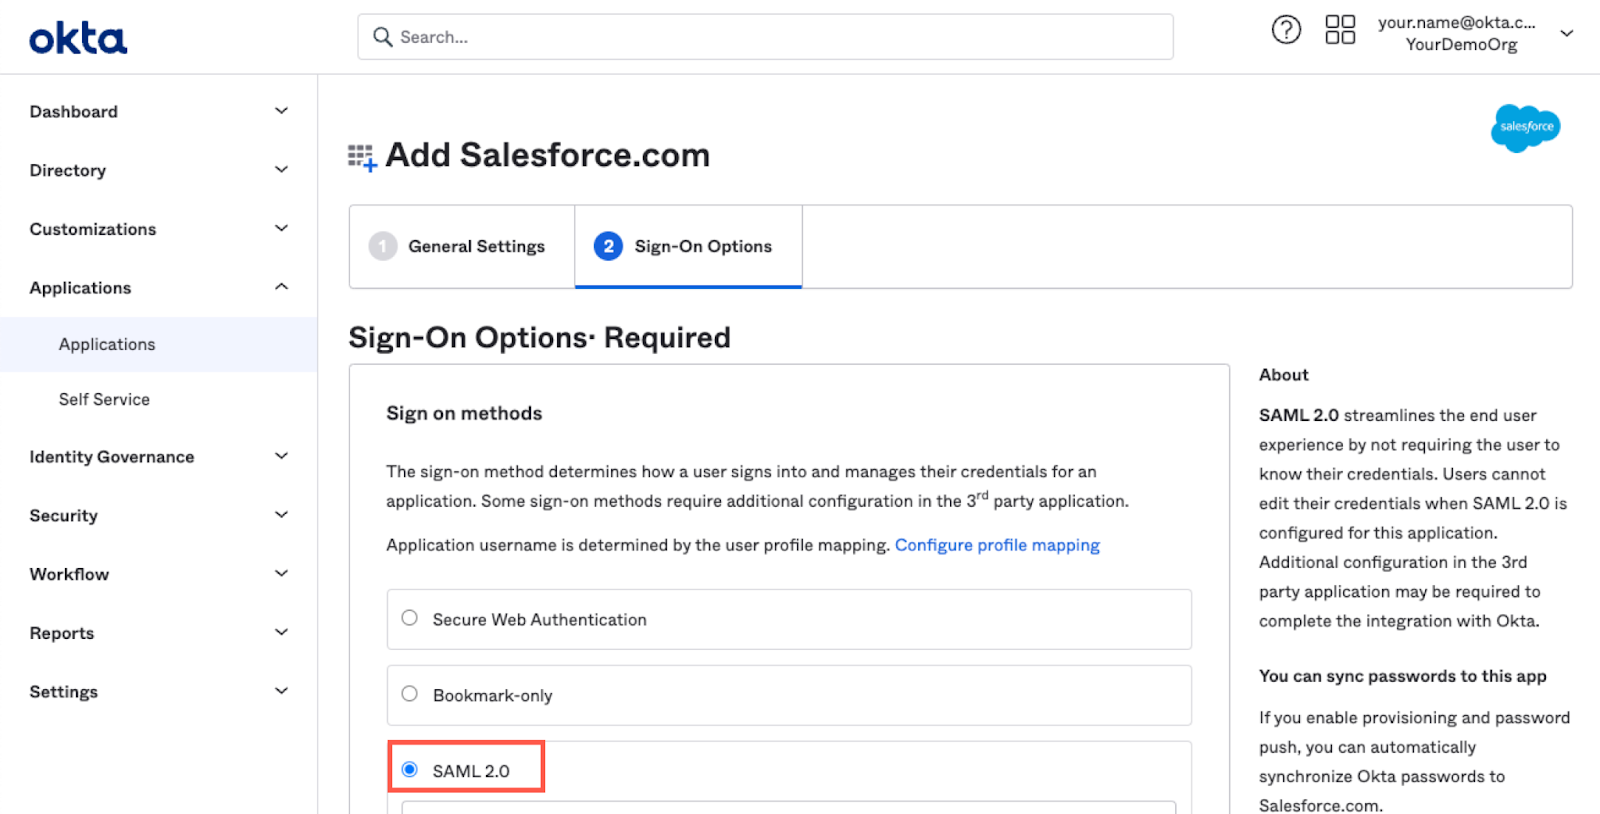 okta
Search...
your.name@okta.c...
YourDemoOrg
Dashboard
Directory
Customizations
Applications
Applications
Self Service
Identity Governance
Security
Workflow
Reports
Settings
salesforce
Add Salesforce.com
1 General Settings
2 Sign-On Options
Sign-On Options· Required
Sign on methods
The sign-on method determines how a user signs into and manages their credentials for an
application. Some sign-on methods require additional configuration in the 3rd party application.
Application username is determined by the user profile mapping. Configure profile mapping
Secure Web Authentication
Bookmark-only
SAML 2.0
About
SAML 2.0 streamlines the end user
experience by not requiring the user to
know their credentials. Users cannot
edit their credentials when SAML 2.0 is
configured for this application.
Additional configuration in the 3rd
party application may be required to
complete the integration with Okta.
You can sync passwords to this app
If you enable provisioning and password
push, you can automatically
synchronize Okta passwords to
Salesforce.com.